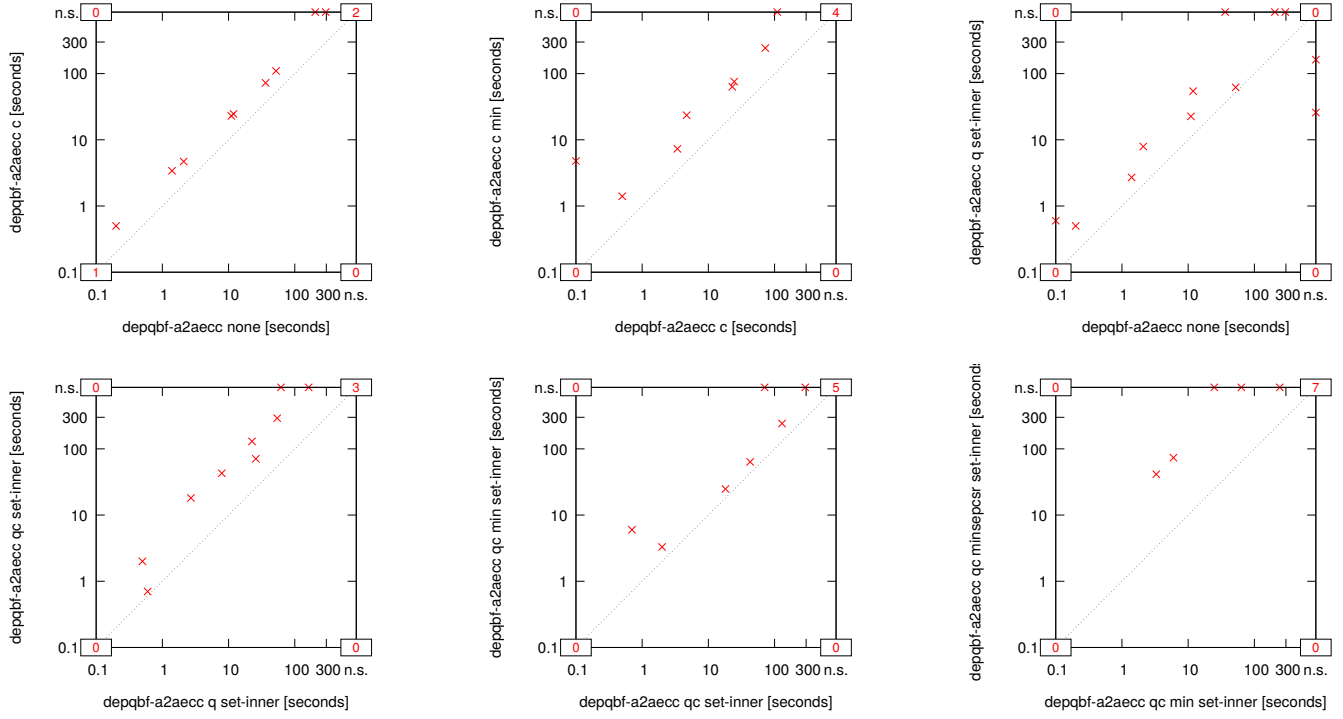 n.s. 0 2
300
100
10
1
0.1 1 0
0.1 1 10 100 300 n.s.
depqbf-a2aecc c [seconds]
depqbf-a2aecc none [seconds]
n.s. 0 4
300
100
10
1
0.1 0 0
0.1 1 10 100 300 n.s.
depqbf-a2aecc c min [seconds]
depqbf-a2aecc c [seconds]
n.s. 0 0
300
100
10
1
0.1 0 0
0.1 1 10 100 300 n.s.
depqbf-a2aecc q set-inner [seconds]
depqbf-a2aecc none [seconds]
n.s. 0 3
300
100
10
1
0.1 0 0
0.1 1 10 100 300 n.s.
depqbf-a2aecc qc set-inner [seconds]
depqbf-a2aecc q set-inner [seconds]
n.s. 0 5
300
100
10
1
0.1 0 0
0.1 1 10 100 300 n.s.
depqbf-a2aecc qc min set-inner [seconds]
depqbf-a2aecc qc set-inner [seconds]
n.s. 0 7
300
100
10
1
0.1 0 0
0.1 1 10 100 300 n.s.
depqbf-a2aecc qc minsepcsr set-inner [second
depqbf-a2aecc qc min set-inner [seconds]